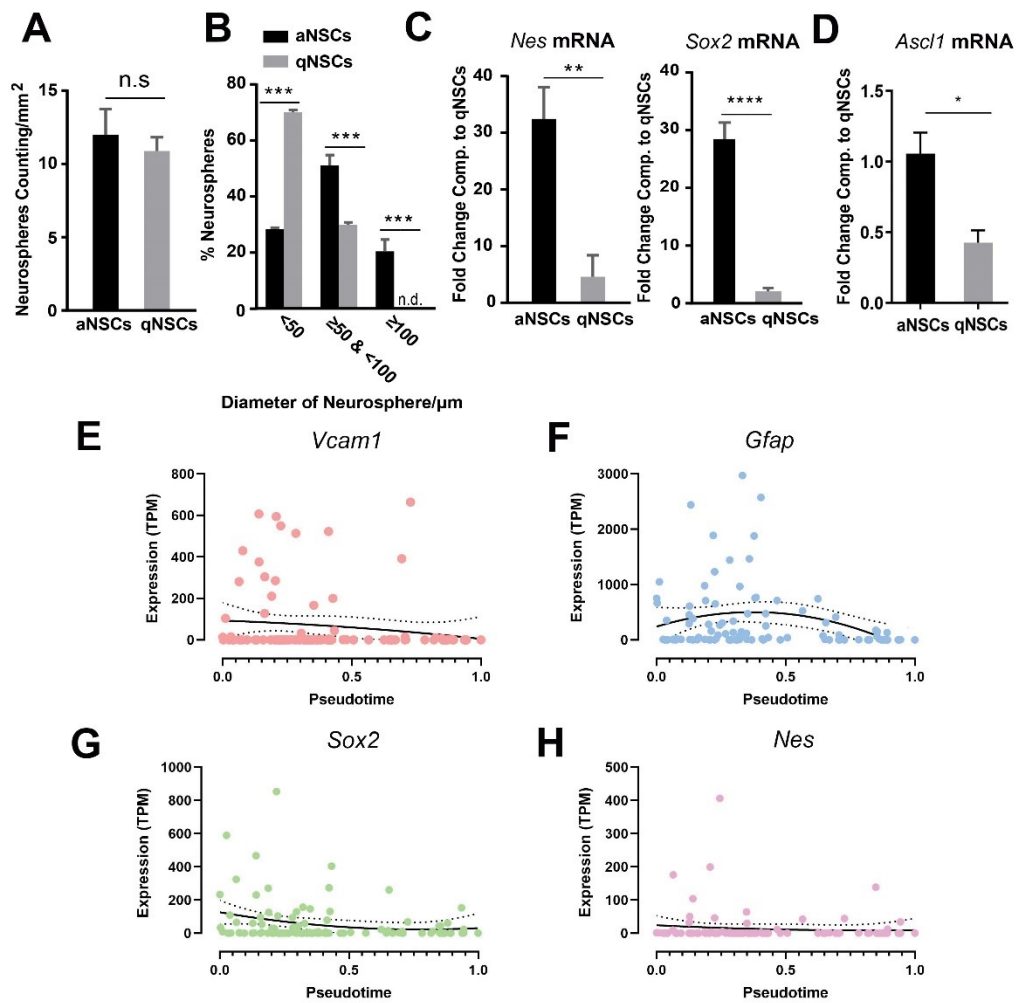 A
n.s
Neurospheres Counting/mm²
15
10
5
0
aNSCs qNSCs
B
aNSCs
qNSCs
% Neurospheres
80
60
40
20
0
***
***
***
n.d.
<50
≥50 & <100
≥100
Diameter of Neurosphere/μm
C
Nes mRNA
Fold Change Comp. to qNSCs
40
30
20
10
0
**
aNSCs qNSCs
Sox2 mRNA
Fold Change Comp. to qNSCs
40
30
20
10
0
****
aNSCs qNSCs
D
Ascl1 mRNA
Fold Change Comp. to qNSCs
1.5
1.0
0.5
0.0
*
aNSCs qNSCs
E
Vcam1
Expression (TPM)
800
600
400
200
0
0.0 0.5 1.0
Pseudotime
F
Gfap
Expression (TPM)
3000
2000
1000
0
0.0 0.5 1.0
Pseudotime
G
Sox2
Expression (TPM)
1000
800
600
400
200
0
0.0 0.5 1.0
Pseudotime
H
Nes
Expression (TPM)
500
400
300
200
100
0
0.0 0.5 1.0
Pseudotime